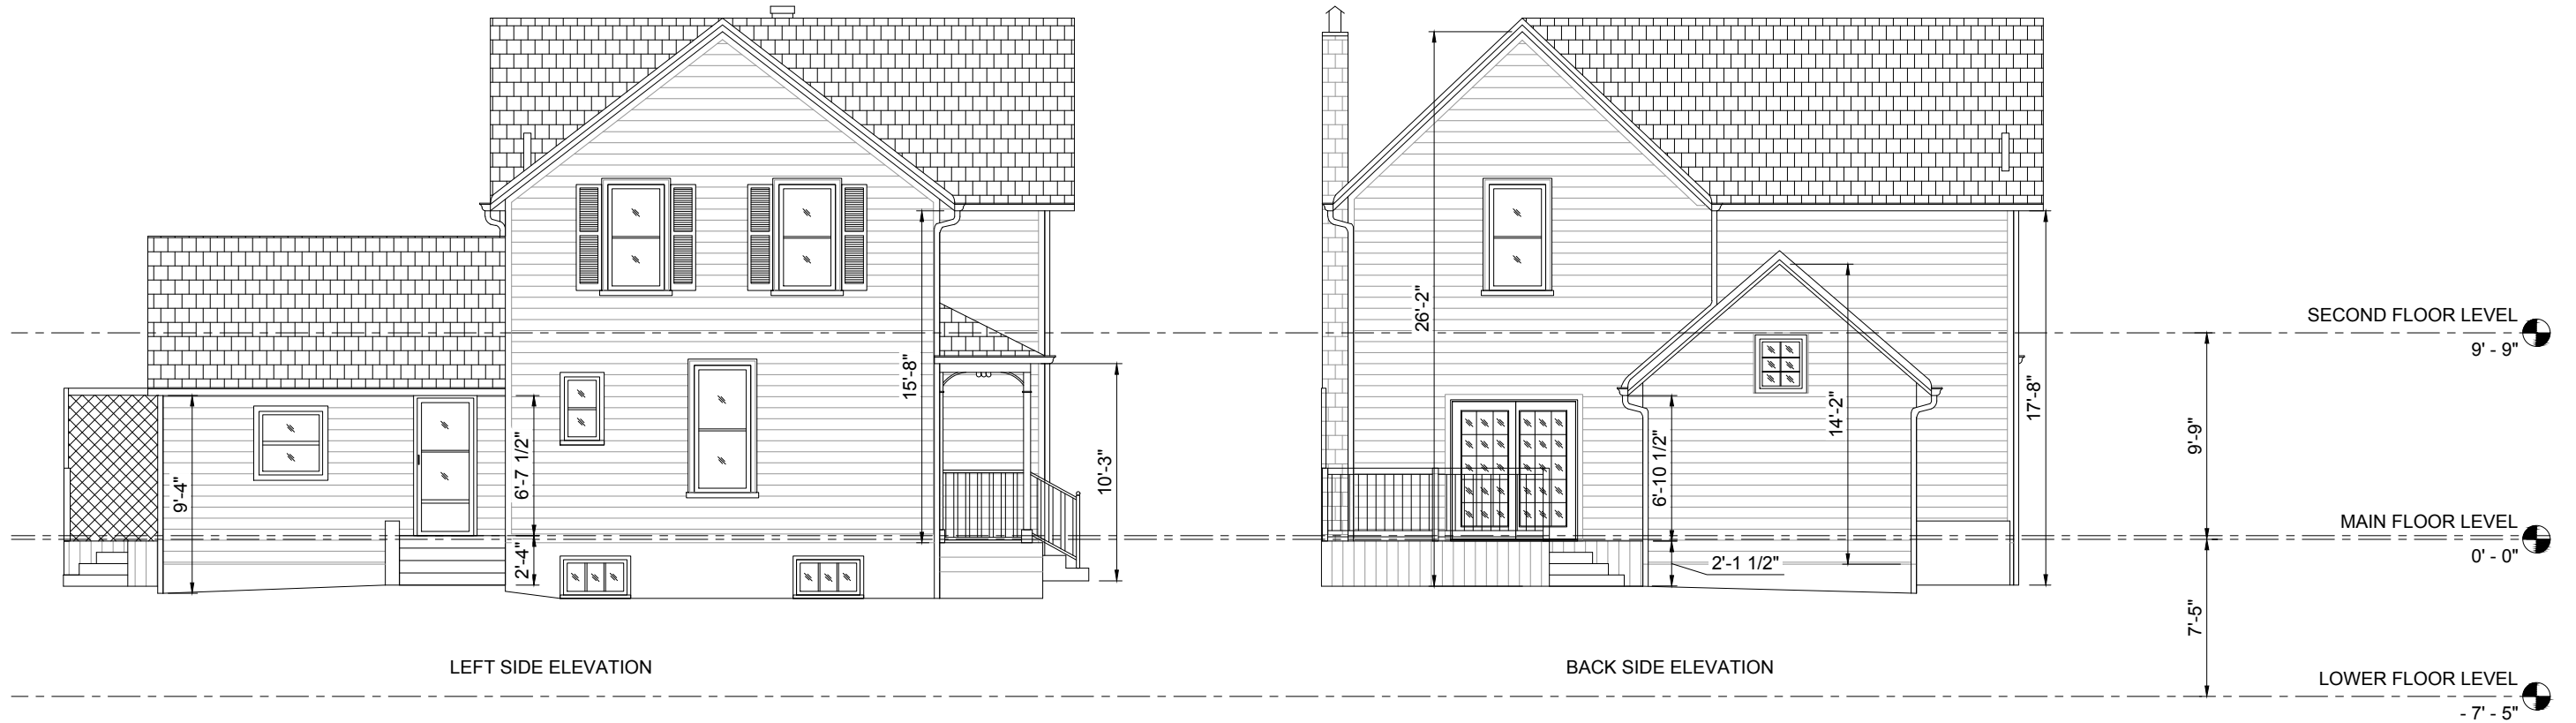 26'-2"
SECOND FLOOR LEVEL
9' - 9"
15'-8"
14'-2"
17'-8"
9'-9"
6'-7 1/2"
9'-4"
10'-3"
6'-10 1/2"
MAIN FLOOR LEVEL
0' - 0"
2'-4"
2'-1 1/2"
7'-5"
LEFT SIDE ELEVATION
BACK SIDE ELEVATION
LOWER FLOOR LEVEL
- 7' - 5"